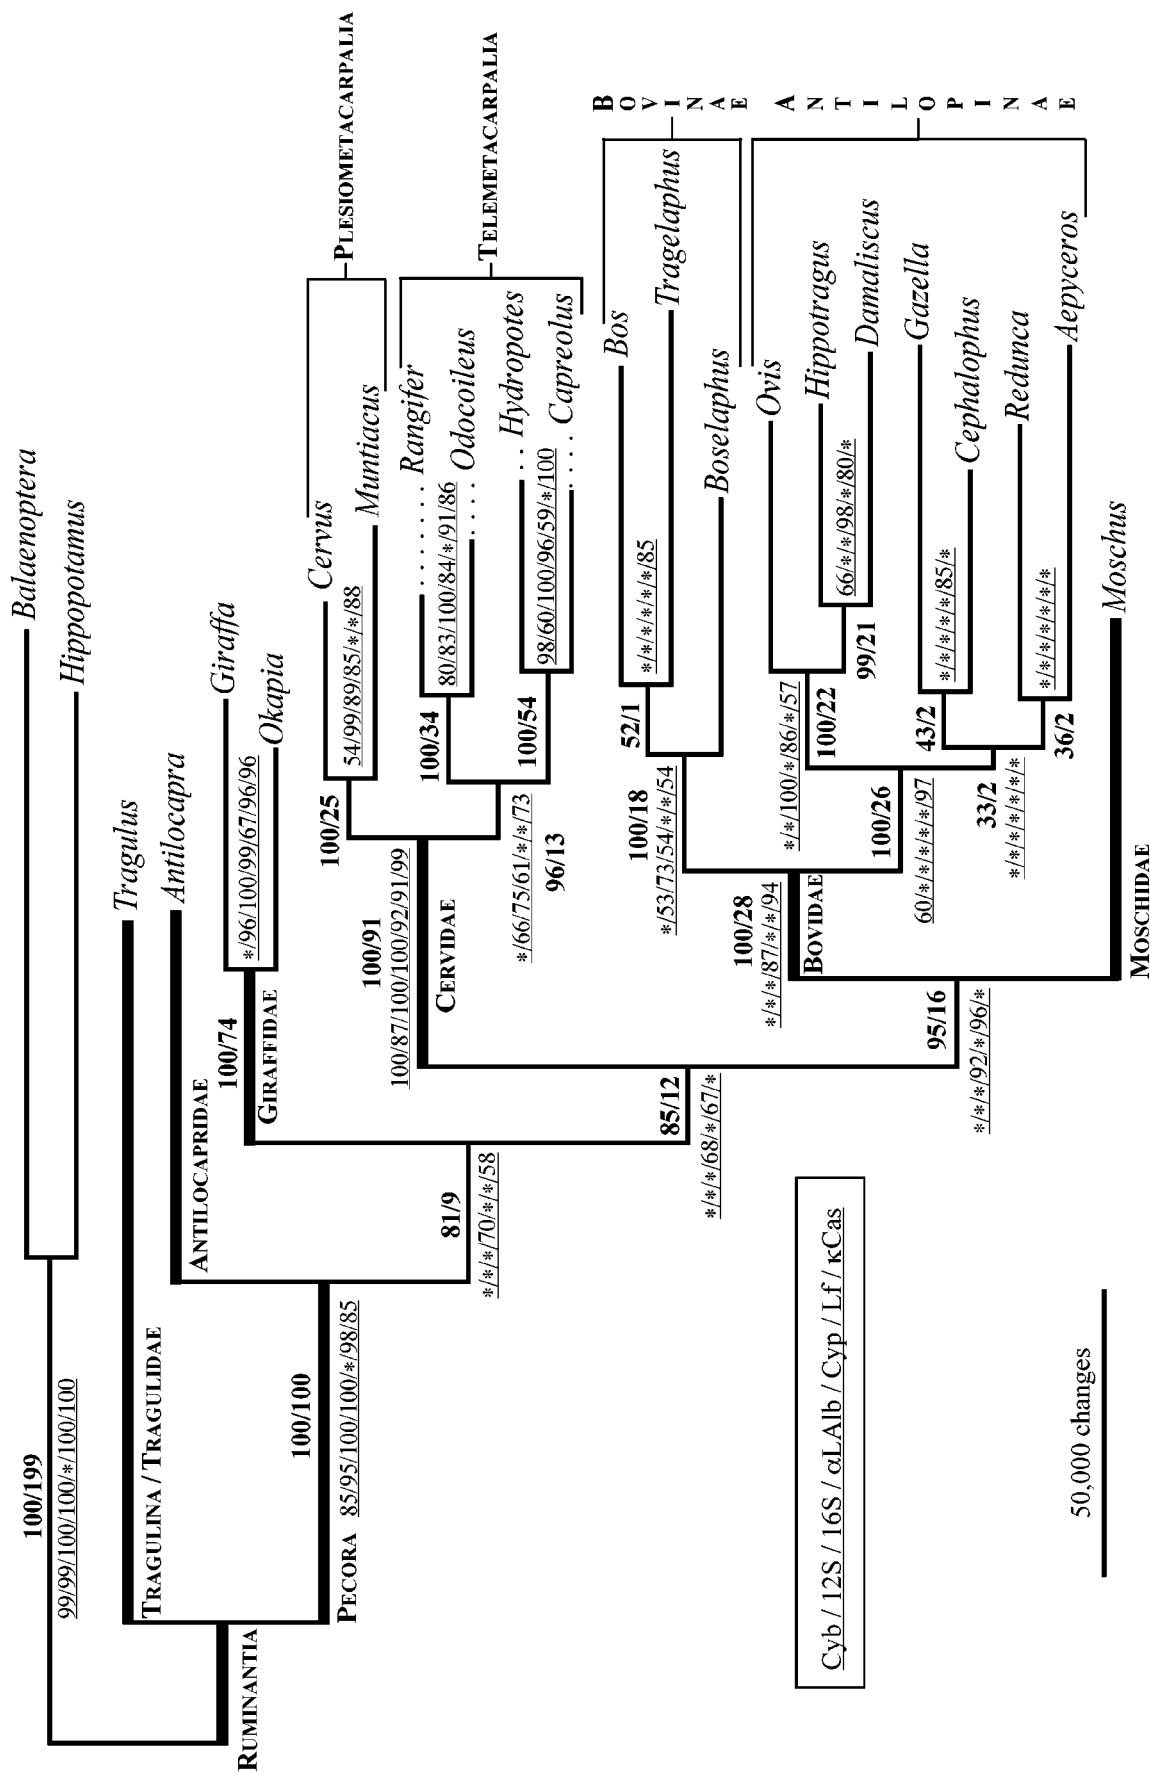 Balaenoptera
100/199
99/99/100/100/*/100/100
Hippopotamus
Tragulus
TRAGULINA / TRAGULIDAE
Antilocapra
ANTILOCAPRIDAE
Giraffa
100/74
*/96/100/99/67/96/96
GIRAFFIDAE
Okapia
RUMINANTIA
100/100
PECORA 85/95/100/100/*/98/85
Cervus
100/25
54/99/89/85/*/*/88
Muntiacus
PLESIOMETACARPALIA
100/91
100/87/100/100/92/91/99
CERVIDAE
Rangifer
100/34
80/83/100/84/*/91/86
Odocoileus
TELEMETACARPALIA
81/9
*/*/*/70/*/*/58
Hydropotes
*/66/75/61/*/*/73
96/13
100/54
98/60/100/96/59/*/100
Capreolus
Bos
52/1
*/*/*/*/*/*/85
Tragelaphus
BOVINAE
100/18
*/53/73/54/*/*/54
Boselaphus
85/12
*/*/*/68/*/67/*
100/28
*/*/*/87/*/*/94
BOVIDAE
Ovis
*/*/100/*/86/*/57
100/22
Hippotragus
66/*/*/98/*/80/*
Damaliscus
99/21
100/26
60/*/*/*/*/*/97
Gazella
43/2
*/*/*/*/*/85/*
Cephalophus
ANTILOPINAE
95/16
*/*/*/92/*/96/*
33/2
*/*/*/*/*/*/*
Redunca
*/*/*/*/*/*/*
Aepyceros
36/2
Moschus
MOSCHIDAE
Cyb / 12S / 16S / αLAlb / Cyp / Lf / κCas
50,000 changes